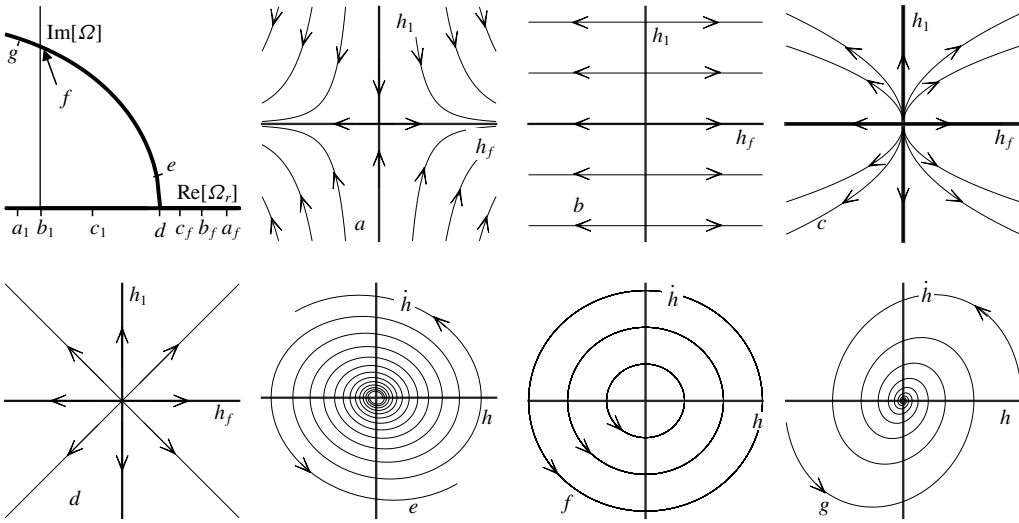 Im[Ω]
g
f
e
Re[Ω_r]
a_1 b_1 c_1 d c_f b_f a_f
h_1
h_f
a
h_1
h_f
b
h_1
h_f
c
h_1
h_f
d
ḣ
h
e
ḣ
h
f
ḣ
h
g